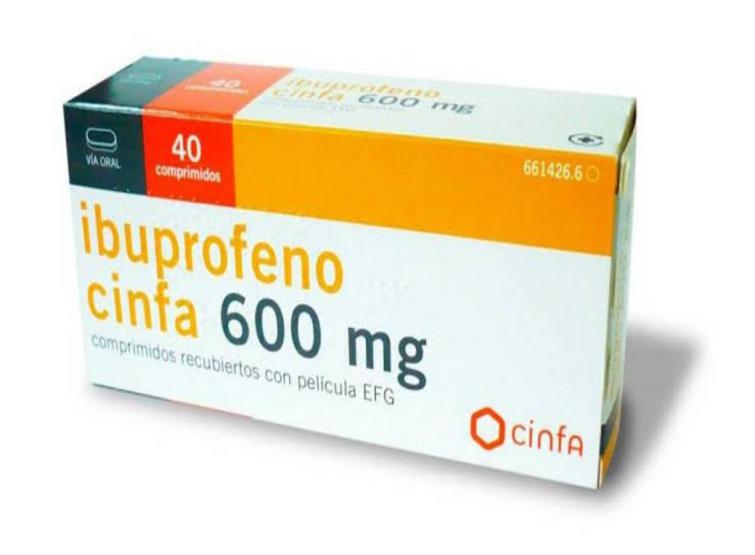 40
comprimidos
ibuprofeno
cinfa 600 mg
VÍA ORAL
40
comprimidos
661426.6
ibuprofeno
cinfa 600 mg
comprimidos recubiertos con película EFG
cinfa